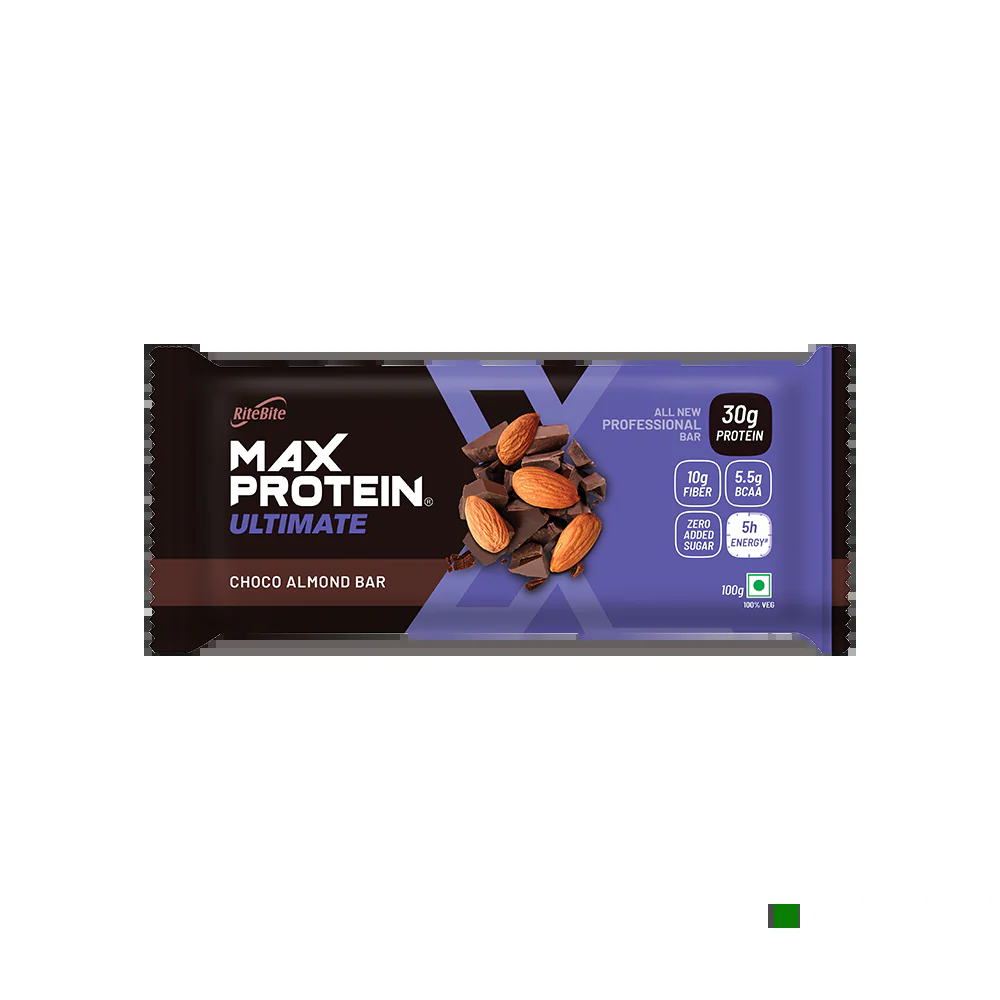 RiteBite
MAX
PROTEIN®
ULTIMATE
CHOCO ALMOND BAR
ALL NEW
PROFESSIONAL
BAR
30g
PROTEIN
10g
FIBER
5.5g
BCAA
ZERO
ADDED
SUGAR
5h
ENERGY#
100g
100% VEG